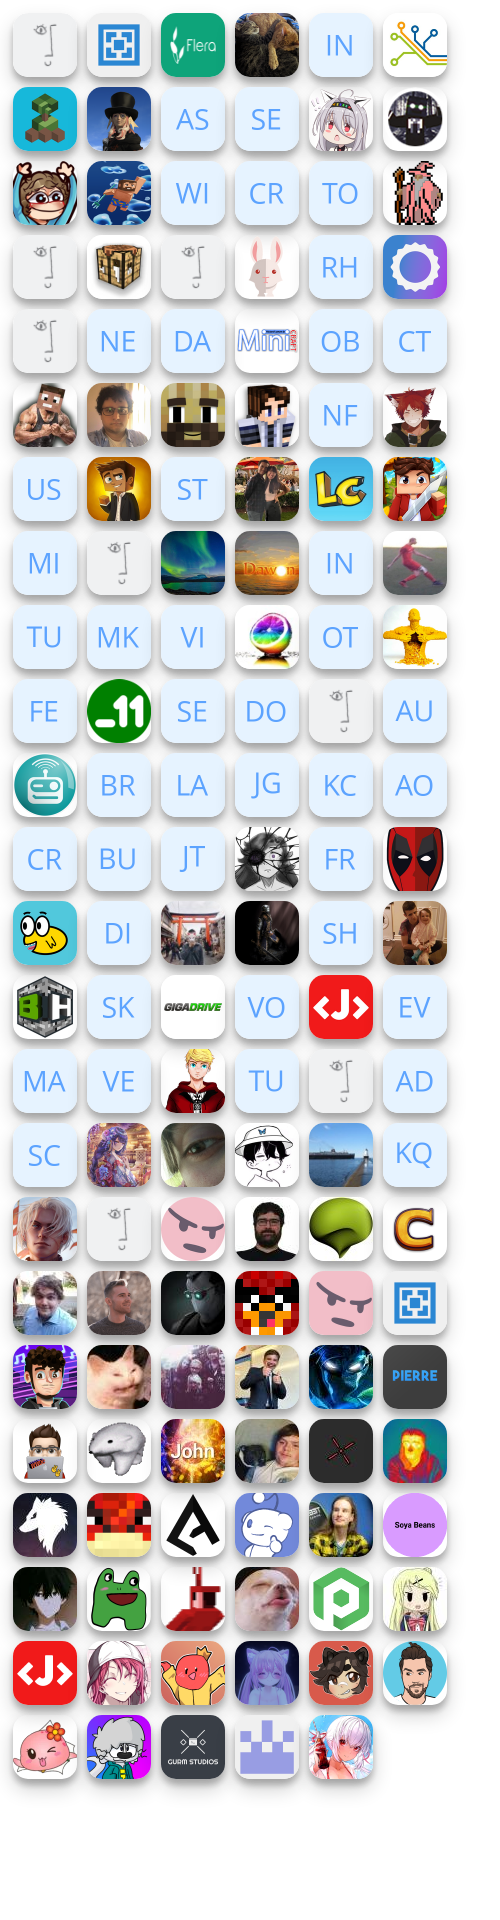 Flera
IN
AS
SE
WI
CR
TO
RH
NE
DA
Mini
CRAFT
OB
CT
NF
US
ST
LC
MI
Dawn
IN
TU
MK
VI
OT
FE
_11
SE
DO
AU
BR
LA
JG
KC
AO
CR
BU
JT
FR
DI
SH
BH
SK
GIGADRIVE
VO
<J>
EV
MA
VE
TU
AD
SC
KQ
C
PIERRE
John
Soya Beans
<J>
GURM STUDIOS